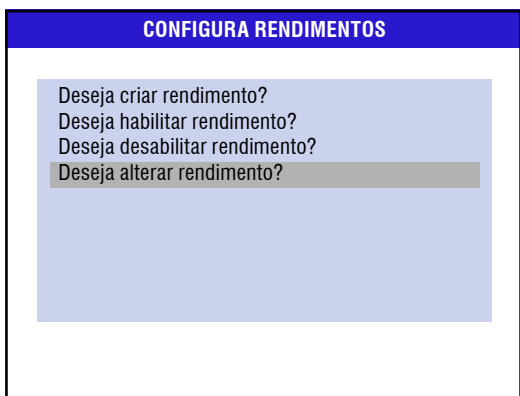 CONFIGURA RENDIMENTOS
Deseja criar rendimento?
Deseja habilitar rendimento?
Deseja desabilitar rendimento?
Deseja alterar rendimento?